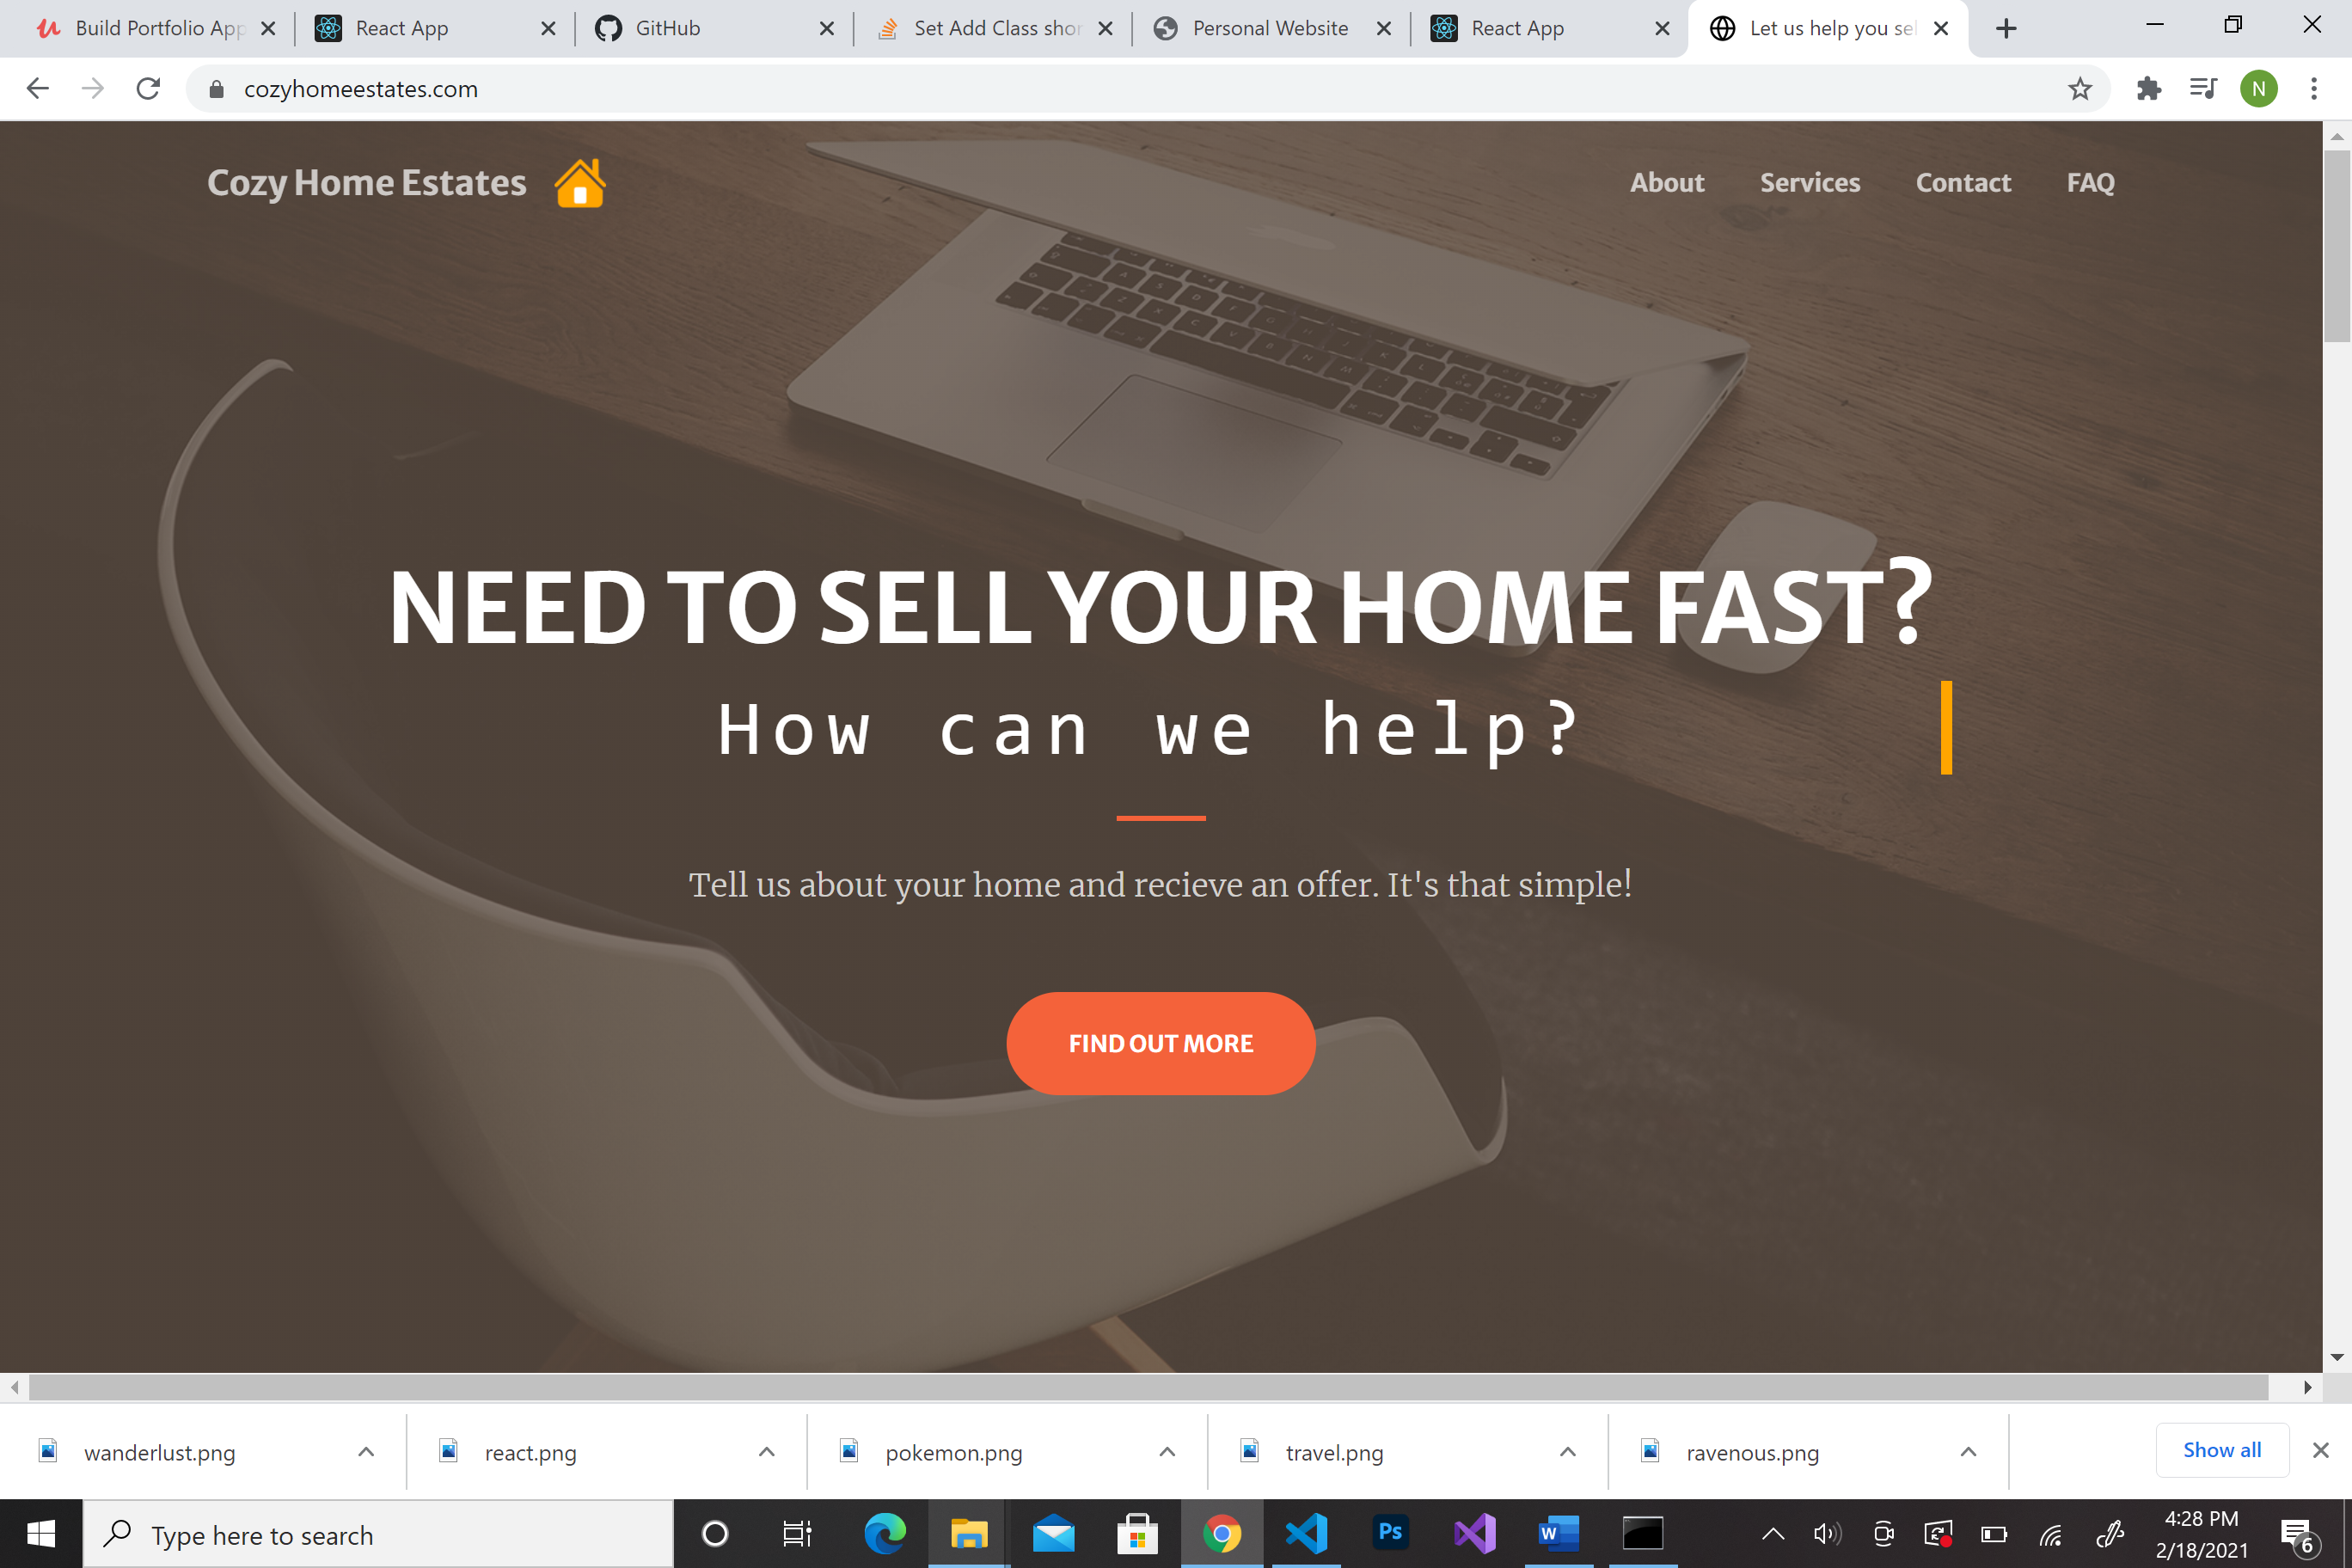 Build Portfolio App
React App
GitHub
Set Add Class shor
Personal Website
React App
Let us help you sel
cozyhomeestates.com
N
Cozy Home Estates
About Services Contact FAQ
NEED TO SELL YOUR HOME FAST?
How can we help?
Tell us about your home and recieve an offer. It's that simple!
FIND OUT MORE
wanderlust.png
react.png
pokemon.png
travel.png
ravenous.png
Show all
Type here to search
Ps
W
4:28 PM
2/18/2021
6